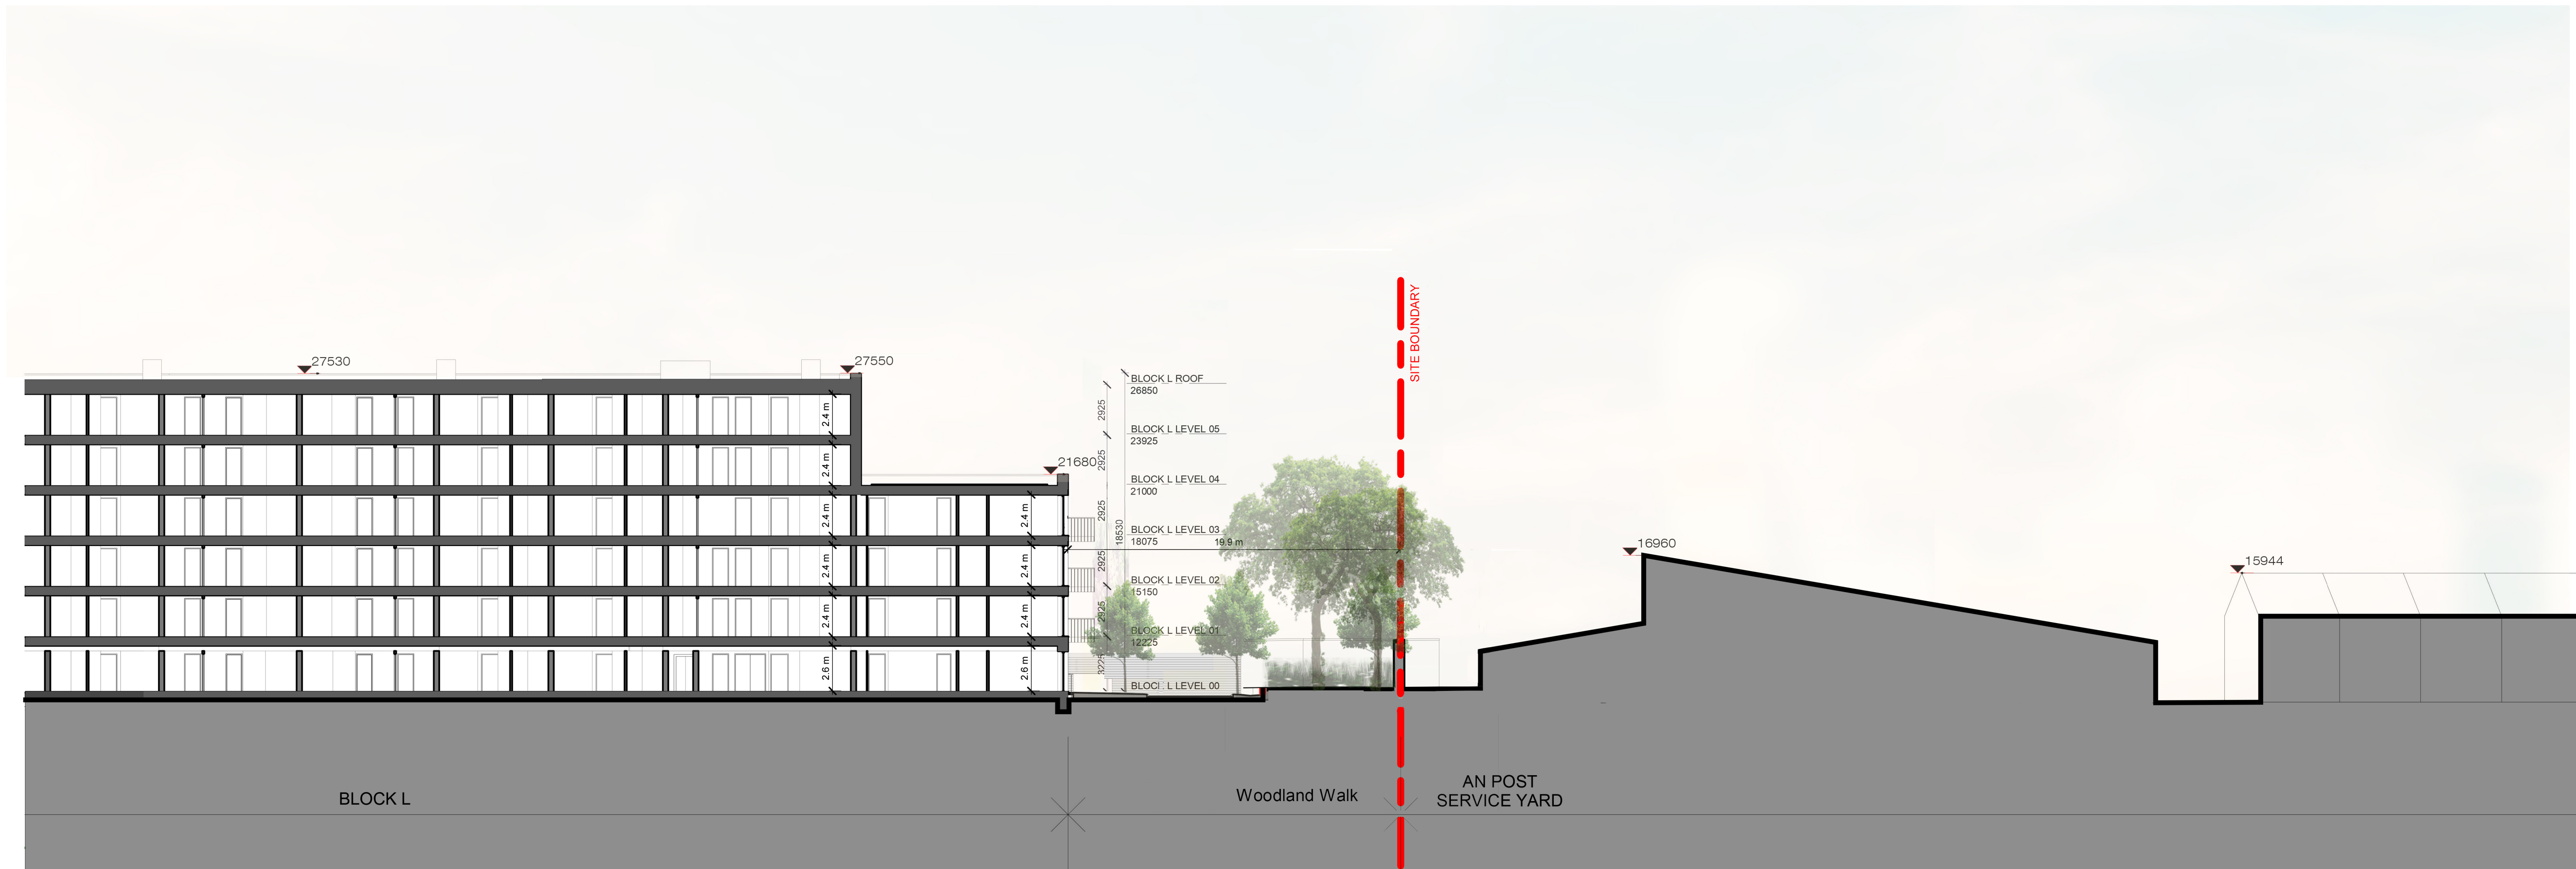 27530
27550
21680
SITE BOUNDARY
BLOCK L ROOF
26850
BLOCK L LEVEL 05
23925
BLOCK L LEVEL 04
21000
BLOCK L LEVEL 03
18075
19.9 m
BLOCK L LEVEL 02
15150
BLOCK L LEVEL 01
12225
BLOCK L LEVEL 00
2925
2925
2925
2925
2925
3225
18530
2.4 m
2.4 m
2.4 m
2.4 m
2.4 m
2.6 m
2.4 m
2.4 m
2.4 m
2.6 m
16960
15944
BLOCK L
Woodland Walk
AN POST
SERVICE YARD